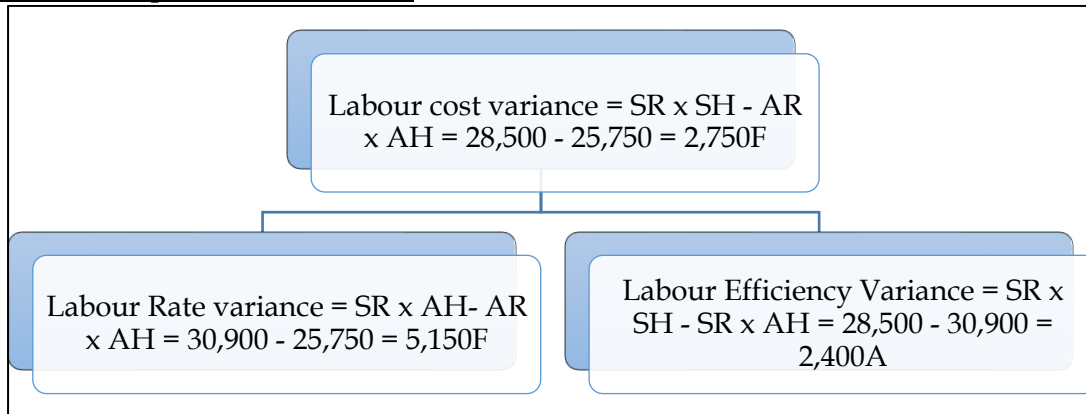 Labour cost variance = SR x SH - AR
x AH = 28,500 - 25,750 = 2,750F
Labour Rate variance = SR x AH- AR
x AH = 30,900 - 25,750 = 5,150F
Labour Efficiency Variance = SR x
SH - SR x AH = 28,500 - 30,900 =
2,400A